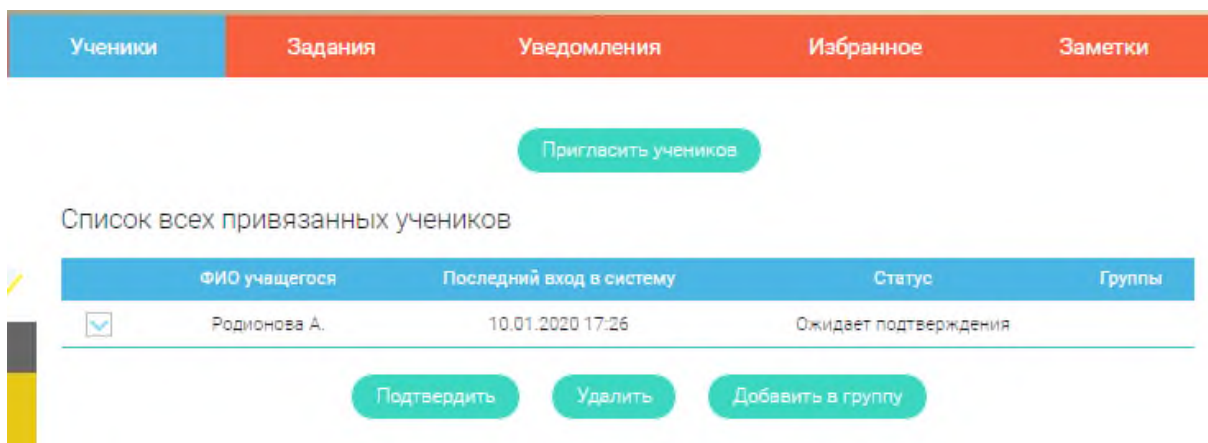 Ученики Задания Уведомления Избранное Заметки
Пригласить учеников
Список всех привязанных учеников
ФИО учащегося Последний вход в систему Статус Группы
Родионова А. 10.01.2020 17:26 Ожидает подтверждения
Подтвердить Удалить Добавить в группу